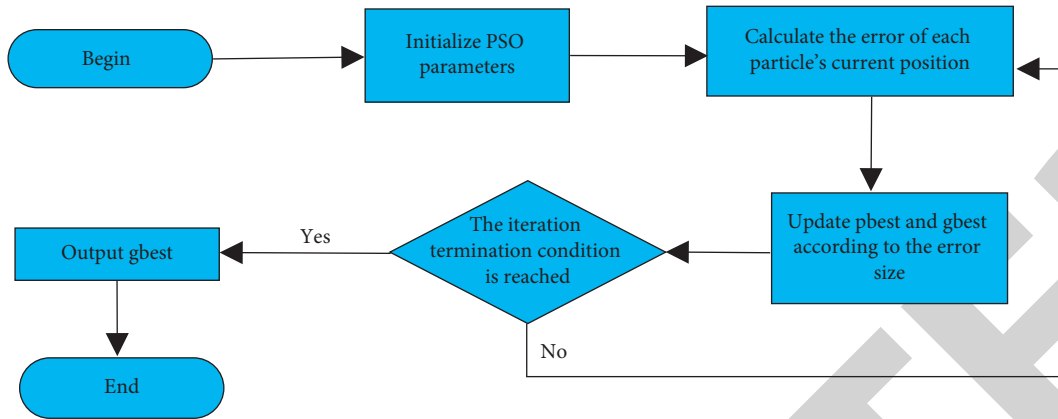 Begin
Initialize PSO
parameters
Calculate the error of each
particle's current position
Update pbest and gbest
according to the error
size
The iteration
termination condition
is reached
Yes
No
Output gbest
End